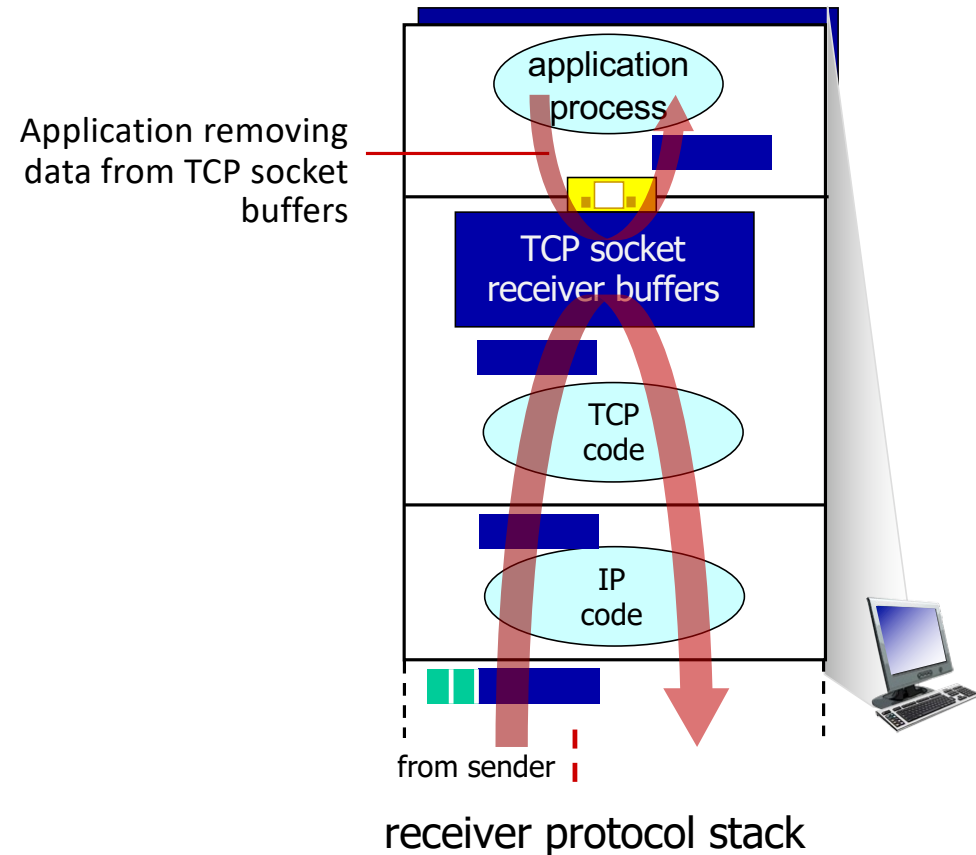 application
process
Application removing
data from TCP socket
buffers
TCP socket
receiver buffers
TCP
code
IP
code
from sender
receiver protocol stack